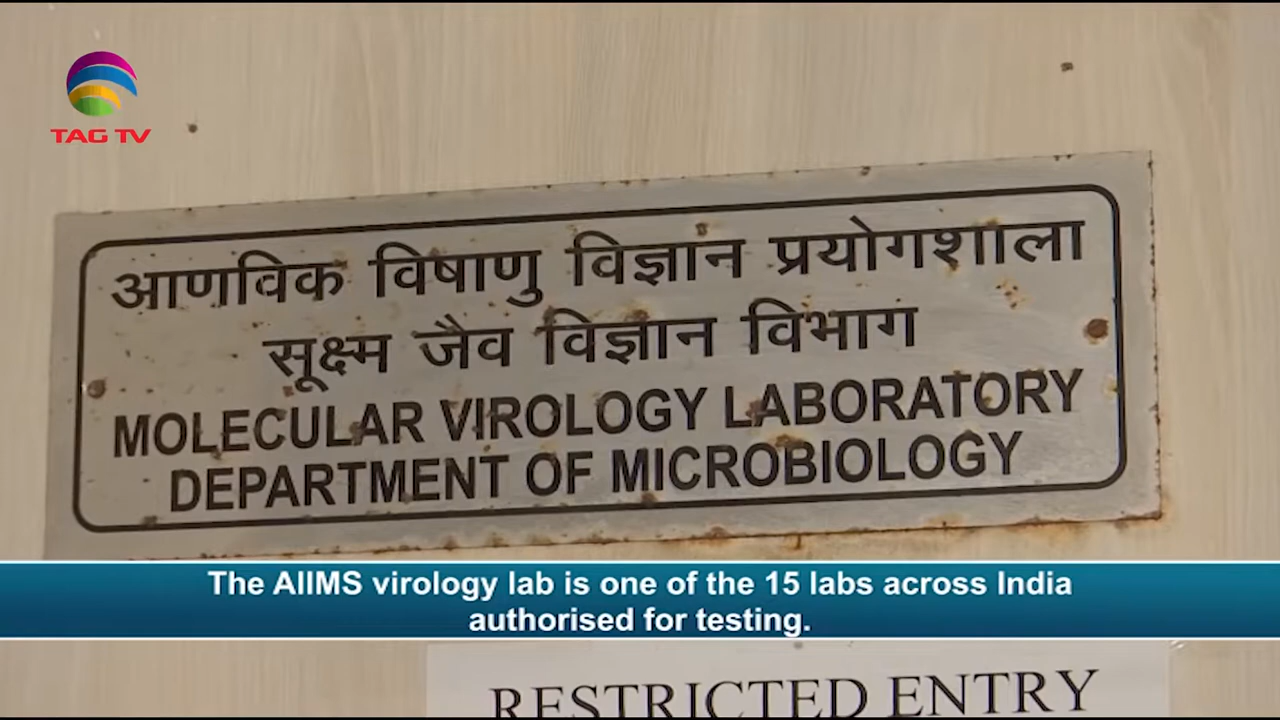 TAG TV
आणविक विषाणु विज्ञान प्रयोगशाला
सूक्ष्म जैव विज्ञान विभाग
MOLECULAR VIROLOGY LABORATORY
DEPARTMENT OF MICROBIOLOGY
The AIIMS virology lab is one of the 15 labs across India
authorised for testing.
RESTRICTED ENTRY